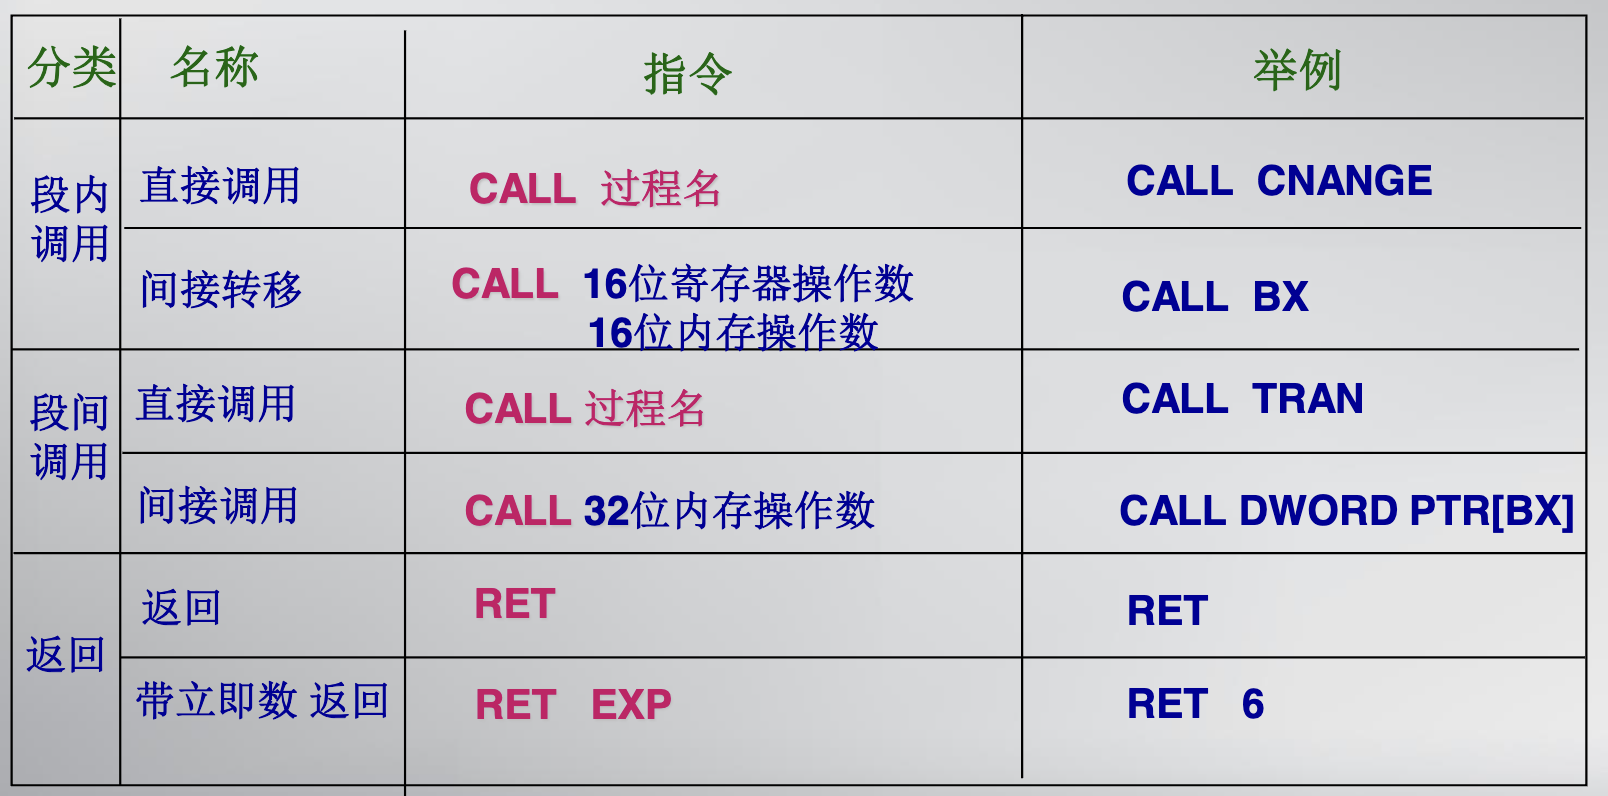 分类 名称 指令 举例
段内
调用
直接调用 CALL 过程名 CALL CNANGE
间接转移 CALL 16位寄存器操作数 CALL BX
16位内存操作数
段间
调用
直接调用 CALL 过程名 CALL TRAN
间接调用 CALL 32位内存操作数 CALL DWORD PTR[BX]
返回
返回 RET RET
带立即数 返回 RET EXP RET 6